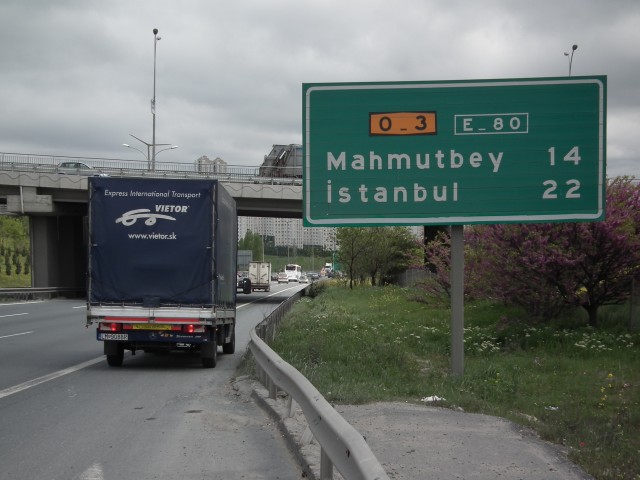 O_3 E_80
Mahmutbey 14
İstanbul 22
Express International Transport
VIETOR
www.vietor.sk